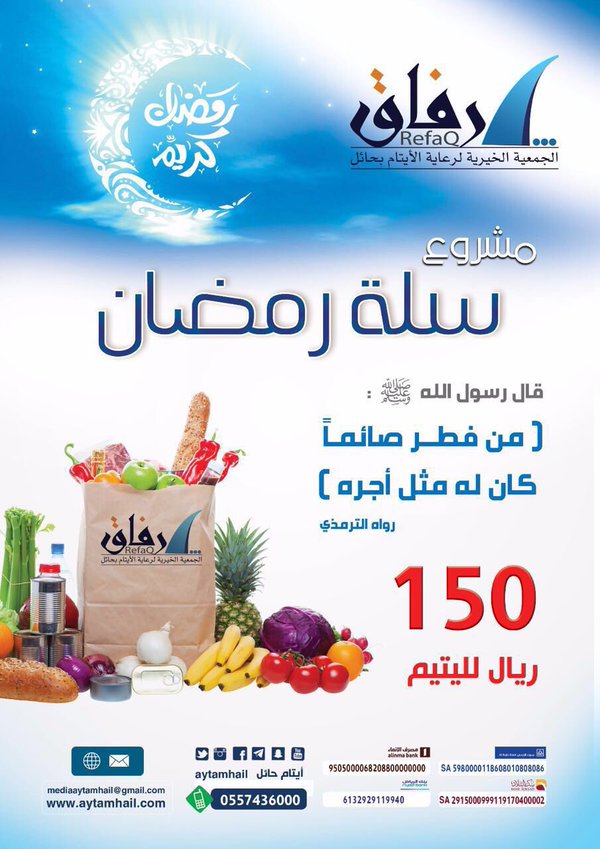 رمضان
كريم
رفاق
RefaQ
الجمعية الخيرية لرعاية الأيتام بحائل
مشروع
سلة رمضان
قال رسول الله ﷺ :
( من فطر صائماً
كان له مثل أجره )
رواه الترمذي
رفاق
RefaQ
الجمعية الخيرية لرعاية الأيتام بحائل
150
ريال لليتيم
mediaaytamhail@gmail.com
www.aytamhail.com
أيتام حائل aytamhail
0557436000
مصرف الإنماء
alinma bank
9505000068208800000000
6132929119940
SA 5980000118608010808086
SA 2915000999119170400002